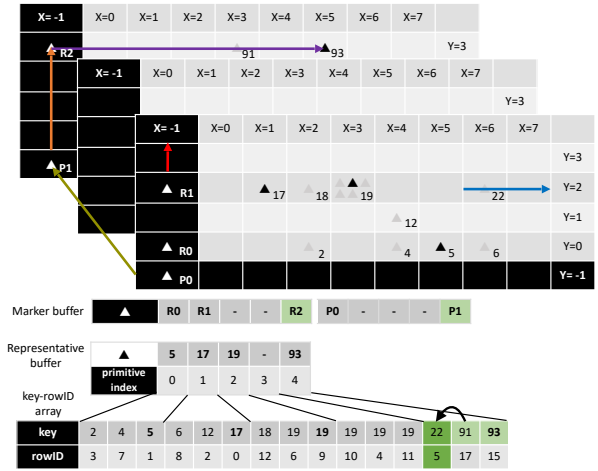 X= -1 X=0 X=1 X=2 X=3 X=4 X=5 X=6 X=7
R2 91 93 Y=3
X= -1 X=0 X=1 X=2 X=3 X=4 X=5 X=6 X=7
Y=3
X= -1 X=0 X=1 X=2 X=3 X=4 X=5 X=6 X=7
Y=3
P1
R1 17 18 19 22 Y=2
12 Y=1
R0 2 4 5 6 Y=0
P0 Y= -1
Marker buffer R0 R1 - - R2 P0 - - - P1
Representative
buffer
5 17 19 - 93
primitive
index
0 1 2 3 4
key-rowID
array
key 2 4 5 6 12 17 18 19 19 19 19 22 91 93
rowID 3 7 1 8 2 0 12 6 9 10 4 11 5 17 15